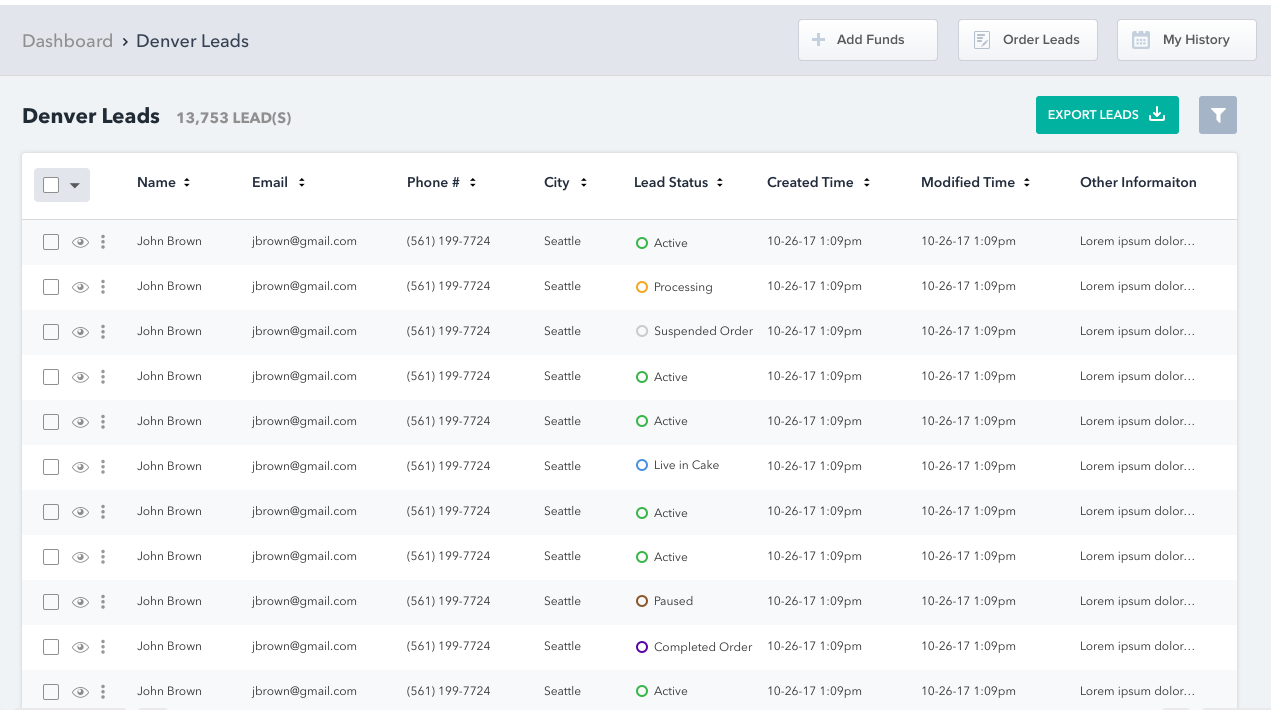 Dashboard › Denver Leads Add Funds Order Leads My History
Denver Leads 13,753 LEAD(S) EXPORT LEADS
Name Email Phone # City Lead Status Created Time Modified Time Other Informaiton
John Brown jbrown@gmail.com (561) 199-7724 Seattle Active 10-26-17 1:09pm 10-26-17 1:09pm Lorem ipsum dolor...
John Brown jbrown@gmail.com (561) 199-7724 Seattle Processing 10-26-17 1:09pm 10-26-17 1:09pm Lorem ipsum dolor...
John Brown jbrown@gmail.com (561) 199-7724 Seattle Suspended Order 10-26-17 1:09pm 10-26-17 1:09pm Lorem ipsum dolor...
John Brown jbrown@gmail.com (561) 199-7724 Seattle Active 10-26-17 1:09pm 10-26-17 1:09pm Lorem ipsum dolor...
John Brown jbrown@gmail.com (561) 199-7724 Seattle Active 10-26-17 1:09pm 10-26-17 1:09pm Lorem ipsum dolor...
John Brown jbrown@gmail.com (561) 199-7724 Seattle Live in Cake 10-26-17 1:09pm 10-26-17 1:09pm Lorem ipsum dolor...
John Brown jbrown@gmail.com (561) 199-7724 Seattle Active 10-26-17 1:09pm 10-26-17 1:09pm Lorem ipsum dolor...
John Brown jbrown@gmail.com (561) 199-7724 Seattle Active 10-26-17 1:09pm 10-26-17 1:09pm Lorem ipsum dolor...
John Brown jbrown@gmail.com (561) 199-7724 Seattle Paused 10-26-17 1:09pm 10-26-17 1:09pm Lorem ipsum dolor...
John Brown jbrown@gmail.com (561) 199-7724 Seattle Completed Order 10-26-17 1:09pm 10-26-17 1:09pm Lorem ipsum dolor...
John Brown jbrown@gmail.com (561) 199-7724 Seattle Active 10-26-17 1:09pm 10-26-17 1:09pm Lorem ipsum dolor...